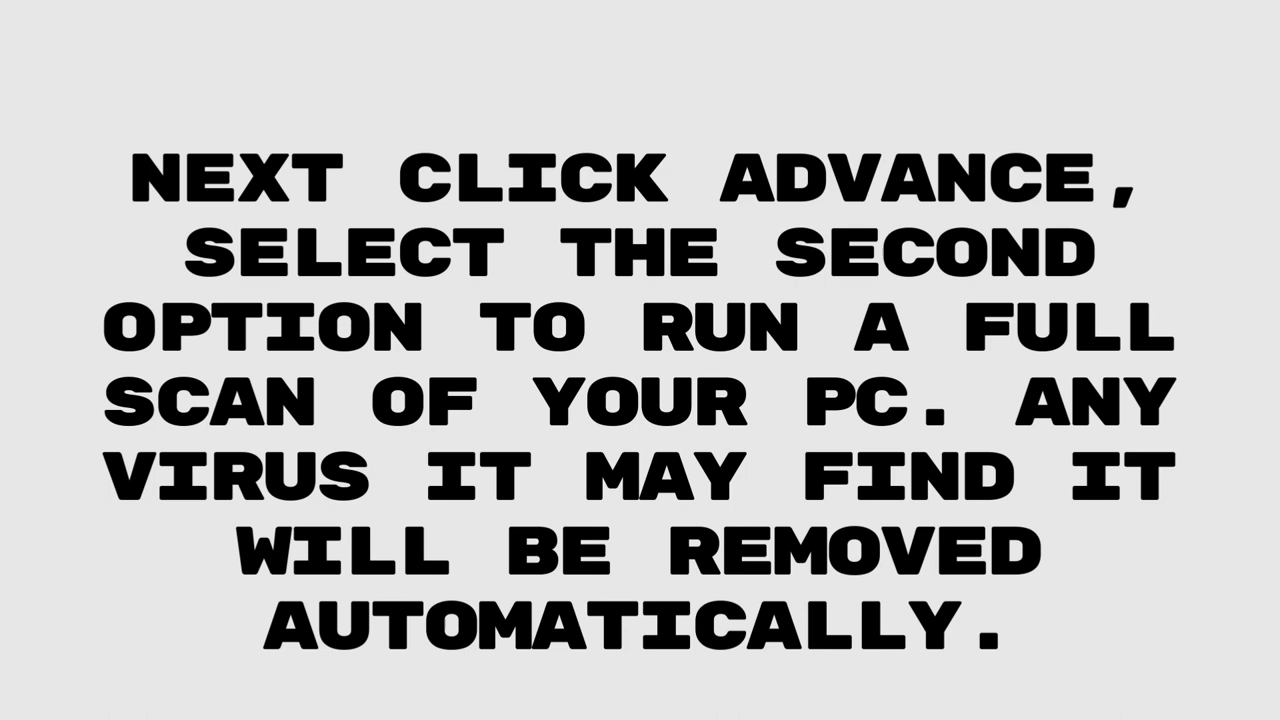 NEXT CLICK ADVANCE,
SELECT THE SECOND
OPTION TO RUN A FULL
SCAN OF YOUR PC. ANY
VIRUS IT MAY FIND IT
WILL BE REMOVED
AUTOMATICALLY.